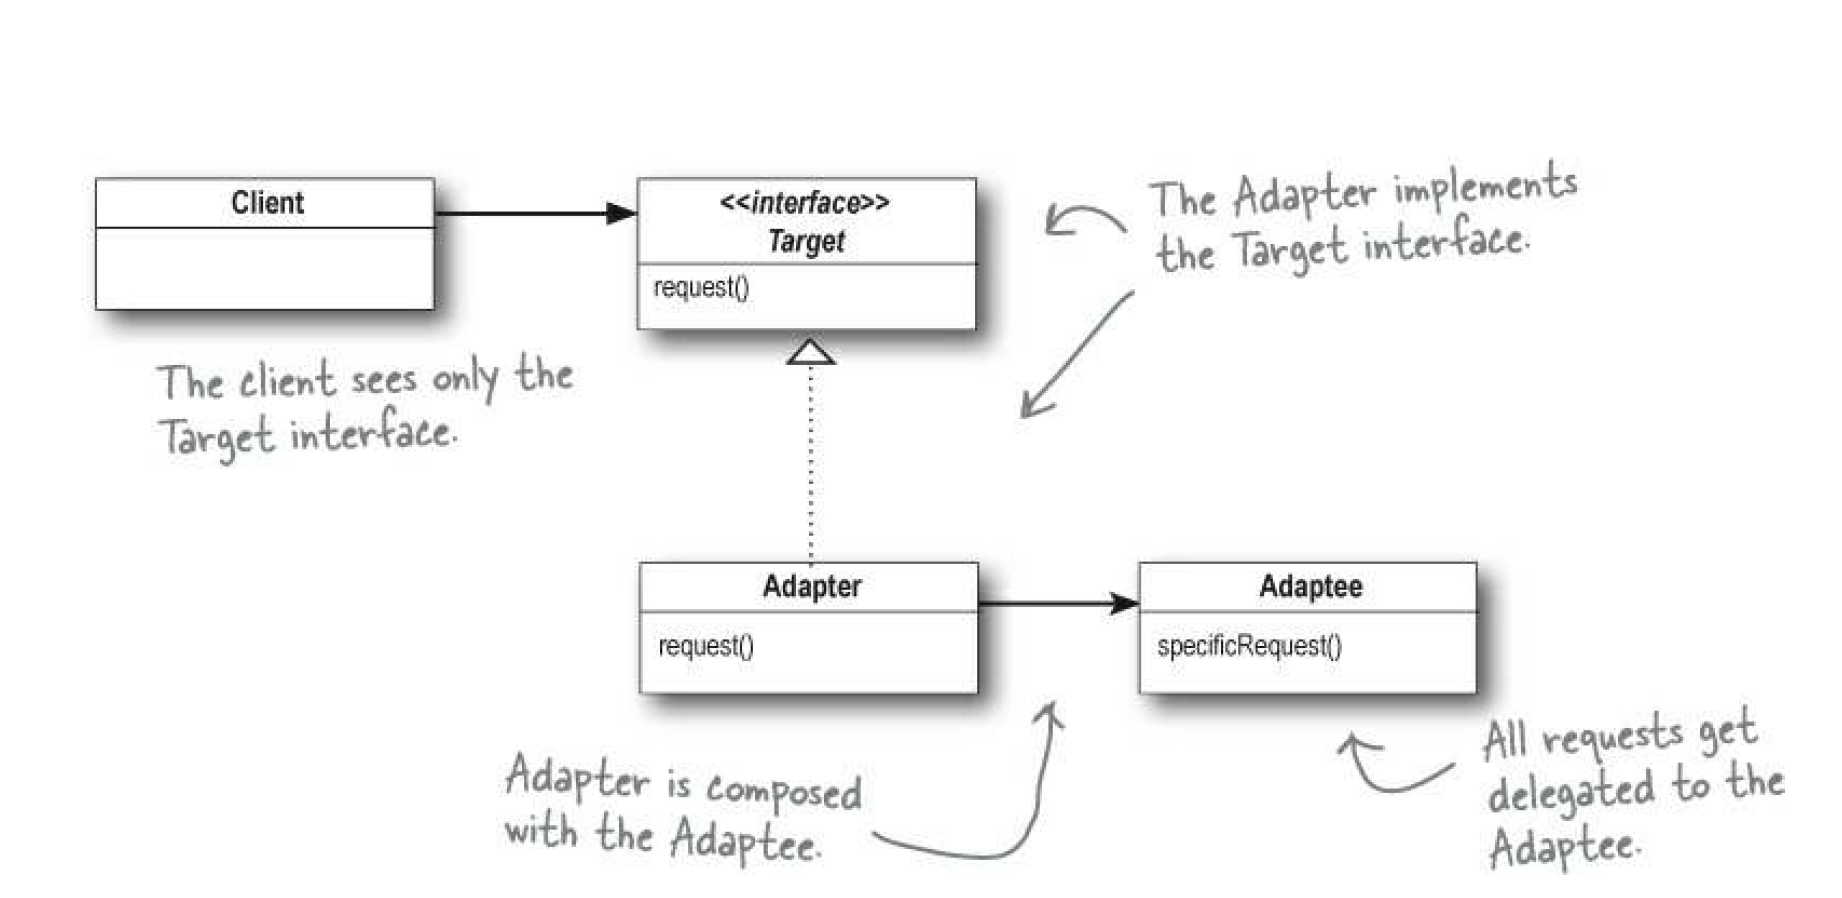 Client
<<interface>>
Target
request()
The Adapter implements
the Target interface.
The client sees only the
Target interface.
Adapter
request()
Adaptee
specificRequest()
Adapter is composed
with the Adaptee.
All requests get
delegated to the
Adaptee.